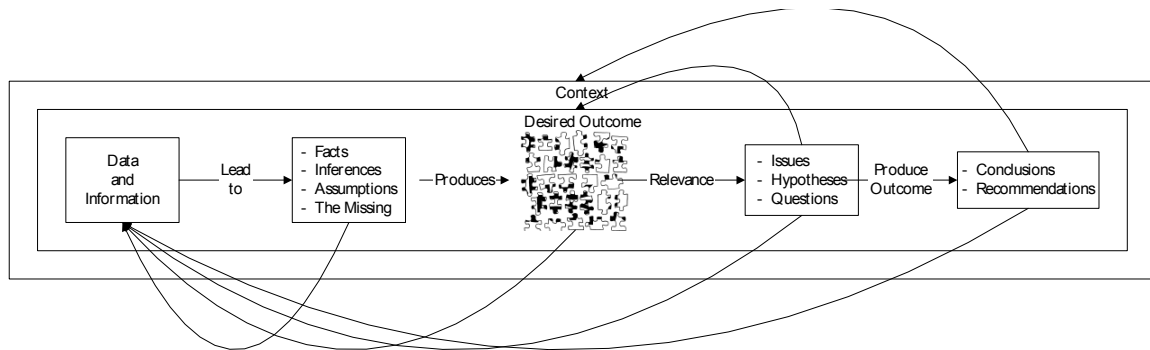 Context
Desired Outcome
Data
and
Information
Lead
to
- Facts
- Inferences
- Assumptions
- The Missing
Produces
Relevance
- Issues
- Hypotheses
- Questions
Produce
Outcome
- Conclusions
- Recommendations